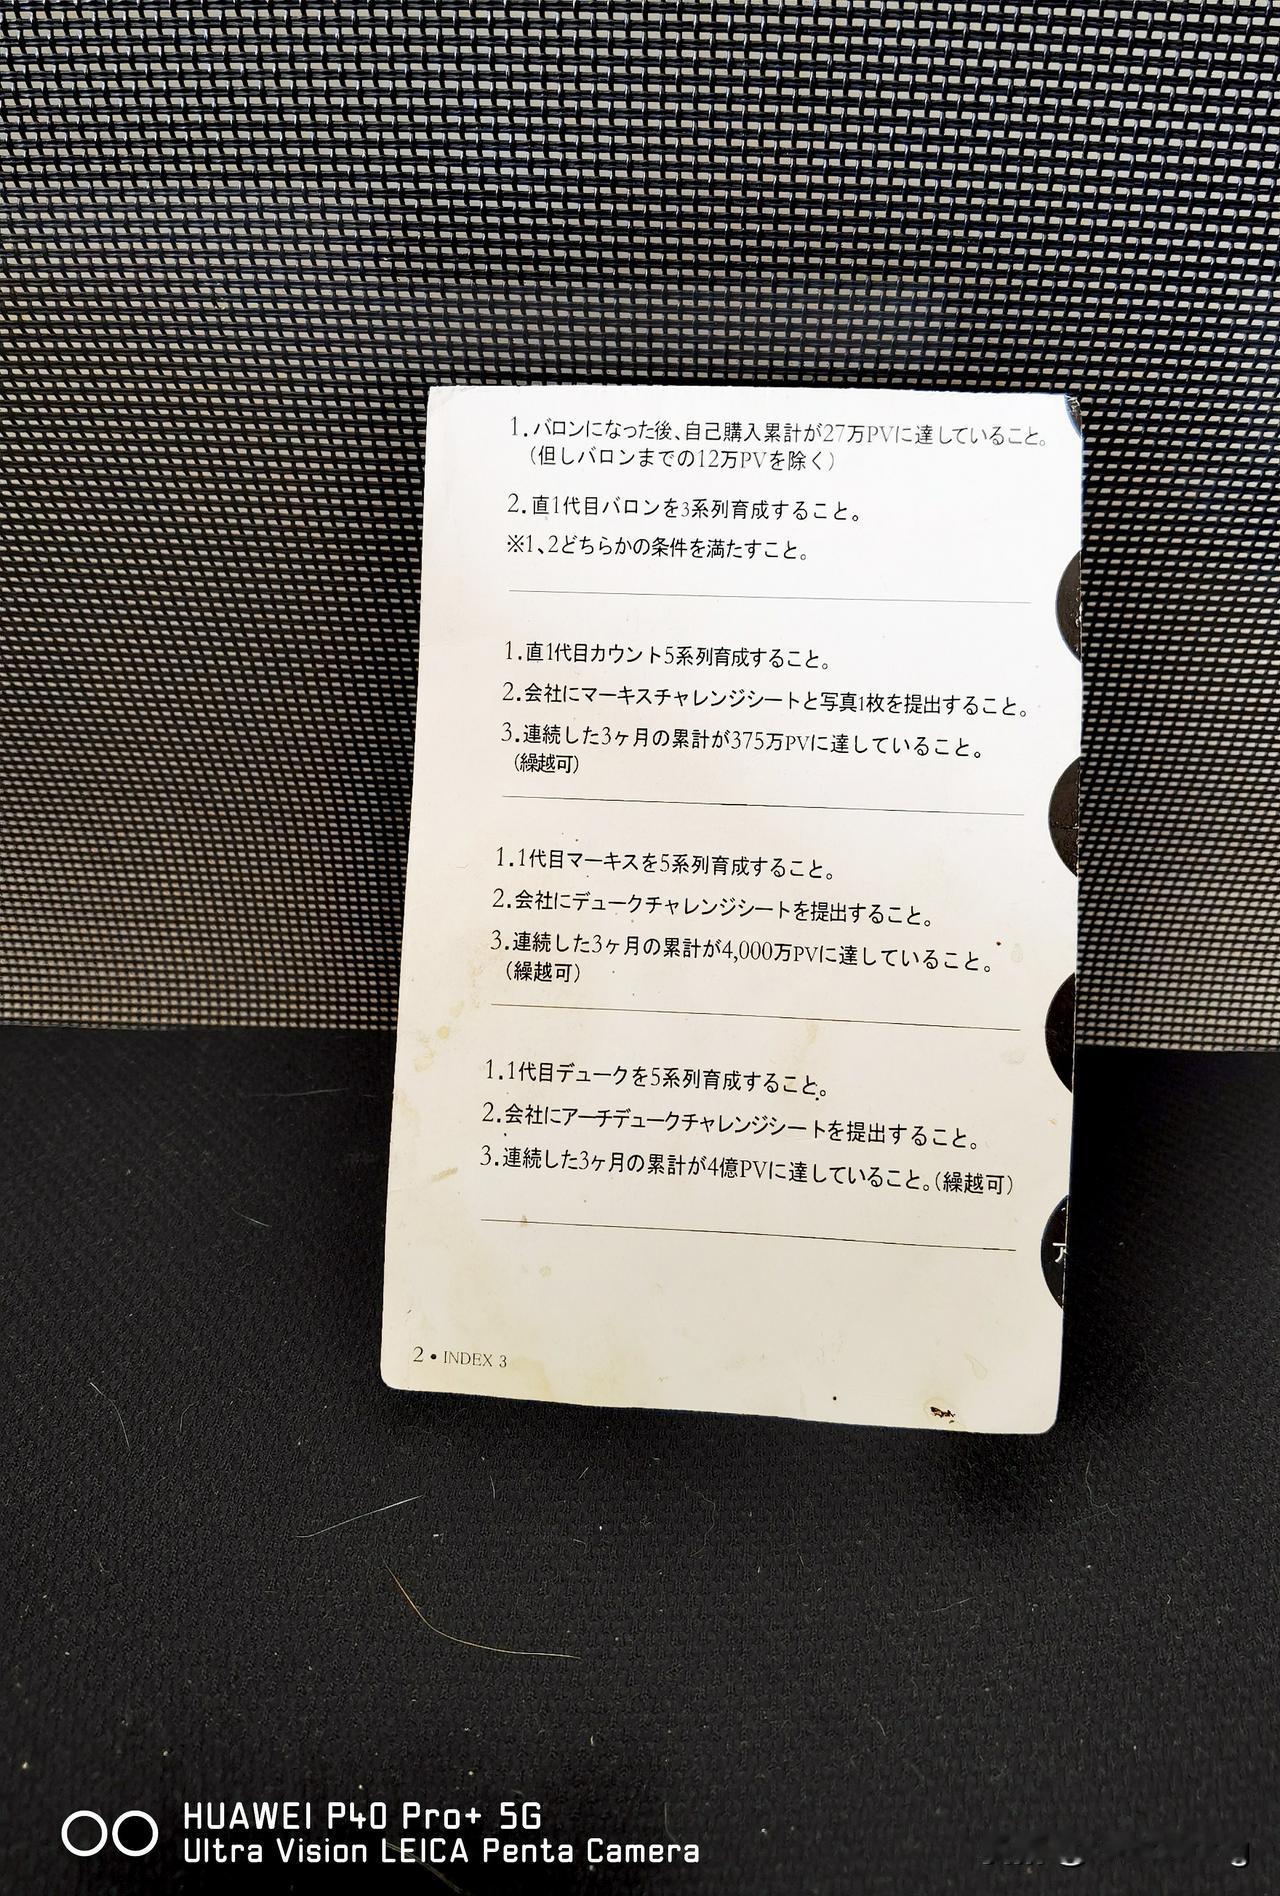 1.バロンになった後、自己購入累計が27万PVに達していること。
（但しバロンまでの12万PVを除く）
2.直1代目バロンを3系列育成すること。
※1、2どちらかの条件を満たすこと。
1.直1代目カウント5系列育成すること。
2.会社にマーキスチャレンジシートと写真1枚を提出すること。
3.連続した3ヶ月の累計が375万PVに達していること。
（繰越可）
1.1代目マーキスを5系列育成すること。
2.会社にデュークチャレンジシートを提出すること。
3.連続した3ヶ月の累計が4,000万PVに達していること。
（繰越可）
1.1代目デュークを5系列育成すること。
2.会社にアーチデュークチャレンジシートを提出すること。
3.連続した3ヶ月の累計が4億PVに達していること。（繰越可）
ア
2 • INDEX 3
HUAWEI P40 Pro+ 5G
Ultra Vision LEICA Penta Camera